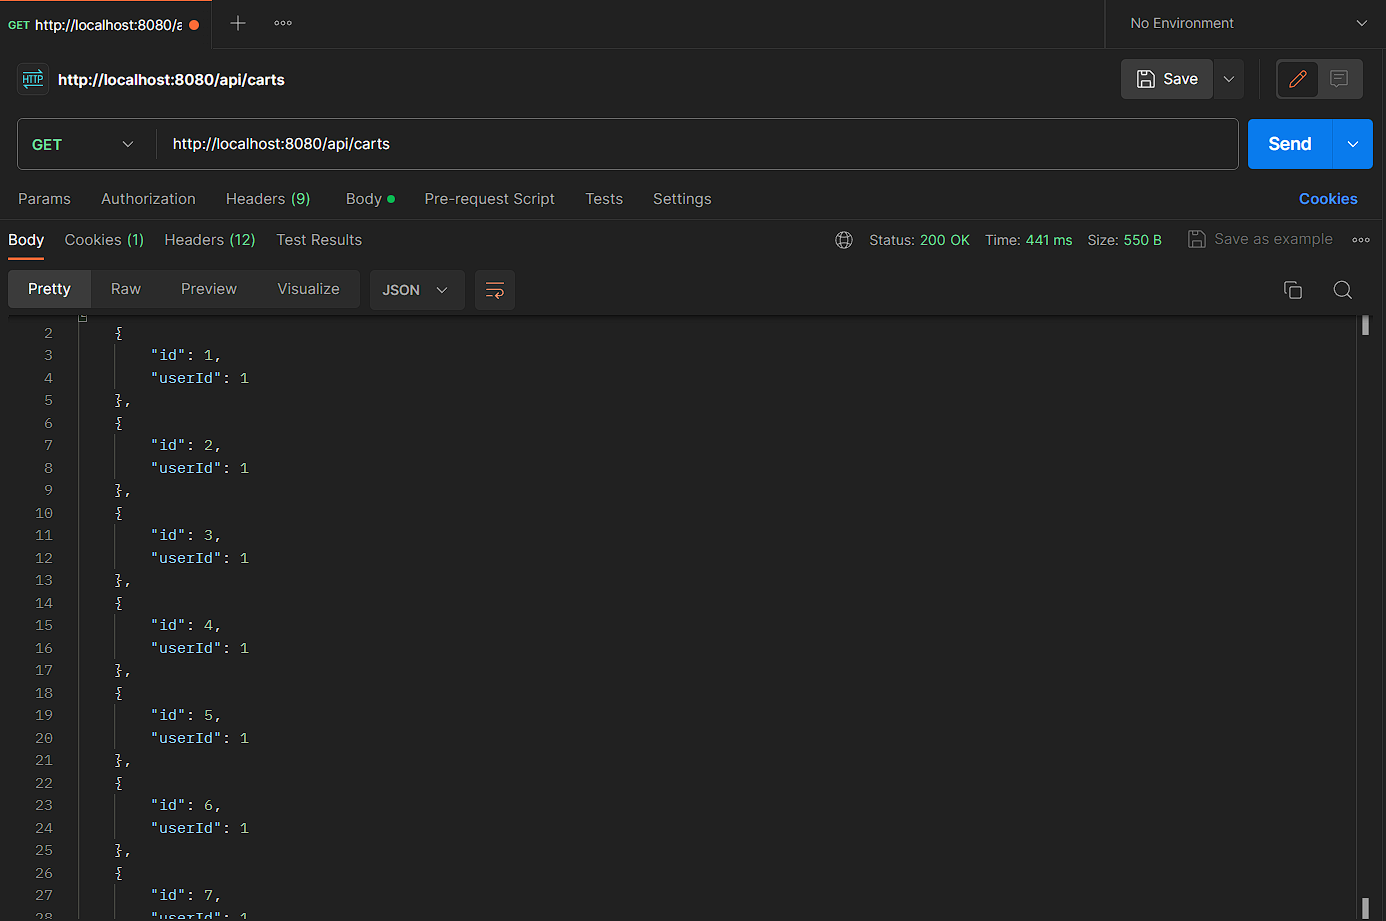 GET http://localhost:8080/a
No Environment
HTTP http://localhost:8080/api/carts
Save
GET http://localhost:8080/api/carts
Send
Params Authorization Headers (9) Body Pre-request Script Tests Settings Cookies
Body Cookies (1) Headers (12) Test Results Status: 200 OK Time: 441 ms Size: 550 B Save as example
Pretty Raw Preview Visualize JSON
2 {
3 "id": 1,
4 "userId": 1
5 },
6 {
7 "id": 2,
8 "userId": 1
9 },
10 {
11 "id": 3,
12 "userId": 1
13 },
14 {
15 "id": 4,
16 "userId": 1
17 },
18 {
19 "id": 5,
20 "userId": 1
21 },
22 {
23 "id": 6,
24 "userId": 1
25 },
26 {
27 "id": 7,
28 "userId": 1